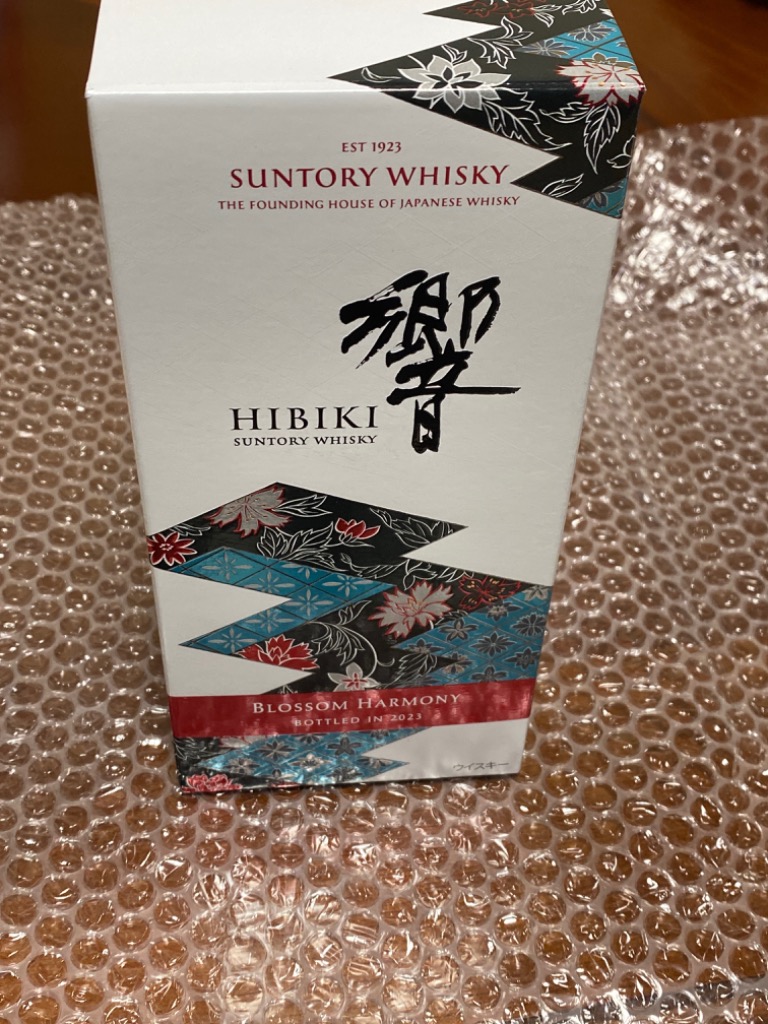 EST 1923
SUNTORY WHISKY
THE FOUNDING HOUSE OF JAPANESE WHISKY
響
HIBIKI
SUNTORY WHISKY
BLOSSOM HARMONY
BOTTLED IN 2023
ウイスキー